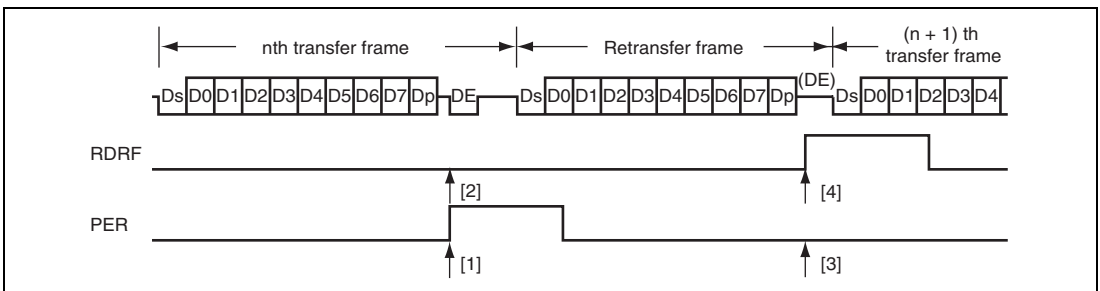 (n + 1) th
nth transfer frame Retransfer frame transfer frame
(DE)
Ds D0 D1 D2 D3 D4 D5 D6 D7 Dp DE Ds D0 D1 D2 D3 D4 D5 D6 D7 Dp Ds D0 D1 D2 D3 D4
RDRF
[2] [4]
PER
[1] [3]